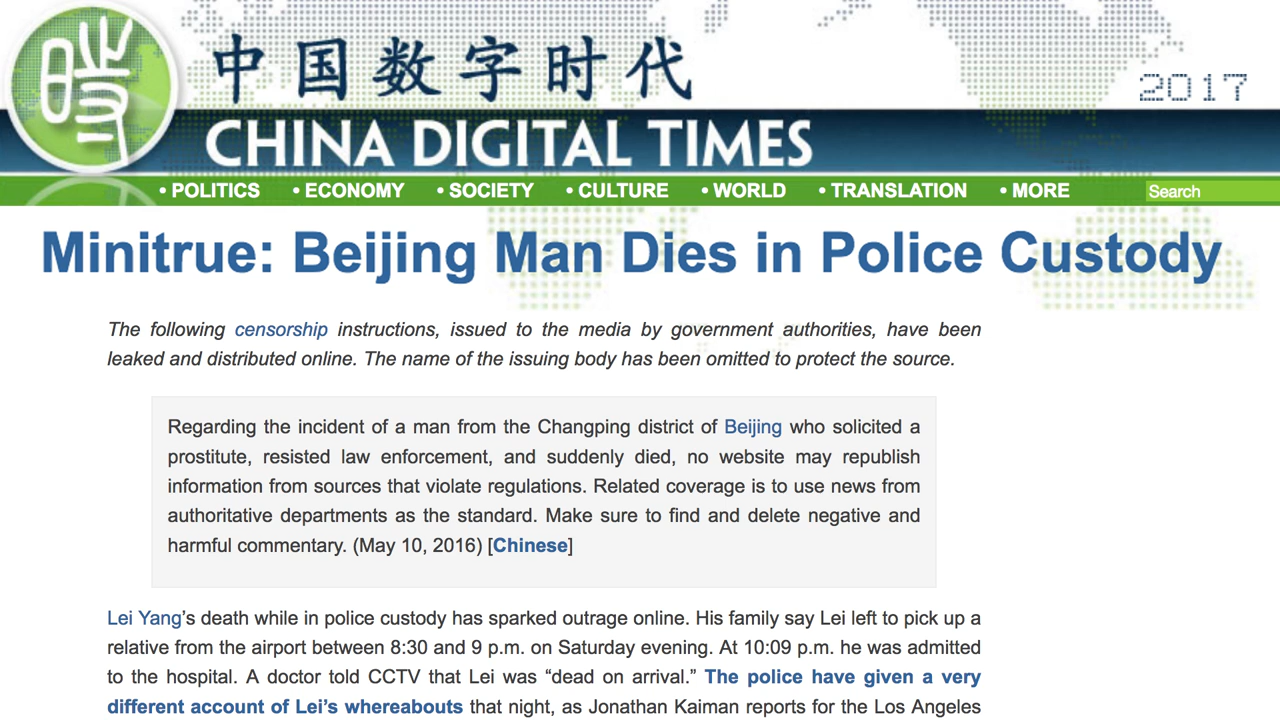 中国数字时代
2017
CHINA DIGITAL TIMES
• POLITICS • ECONOMY • SOCIETY • CULTURE • WORLD • TRANSLATION • MORE Search
Minitrue: Beijing Man Dies in Police Custody
The following censorship instructions, issued to the media by government authorities, have been
leaked and distributed online. The name of the issuing body has been omitted to protect the source.
Regarding the incident of a man from the Changping district of Beijing who solicited a
prostitute, resisted law enforcement, and suddenly died, no website may republish
information from sources that violate regulations. Related coverage is to use news from
authoritative departments as the standard. Make sure to find and delete negative and
harmful commentary. (May 10, 2016) [Chinese]
Lei Yang’s death while in police custody has sparked outrage online. His family say Lei left to pick up a
relative from the airport between 8:30 and 9 p.m. on Saturday evening. At 10:09 p.m. he was admitted
to the hospital. A doctor told CCTV that Lei was “dead on arrival.” The police have given a very
different account of Lei’s whereabouts that night, as Jonathan Kaiman reports for the Los Angeles